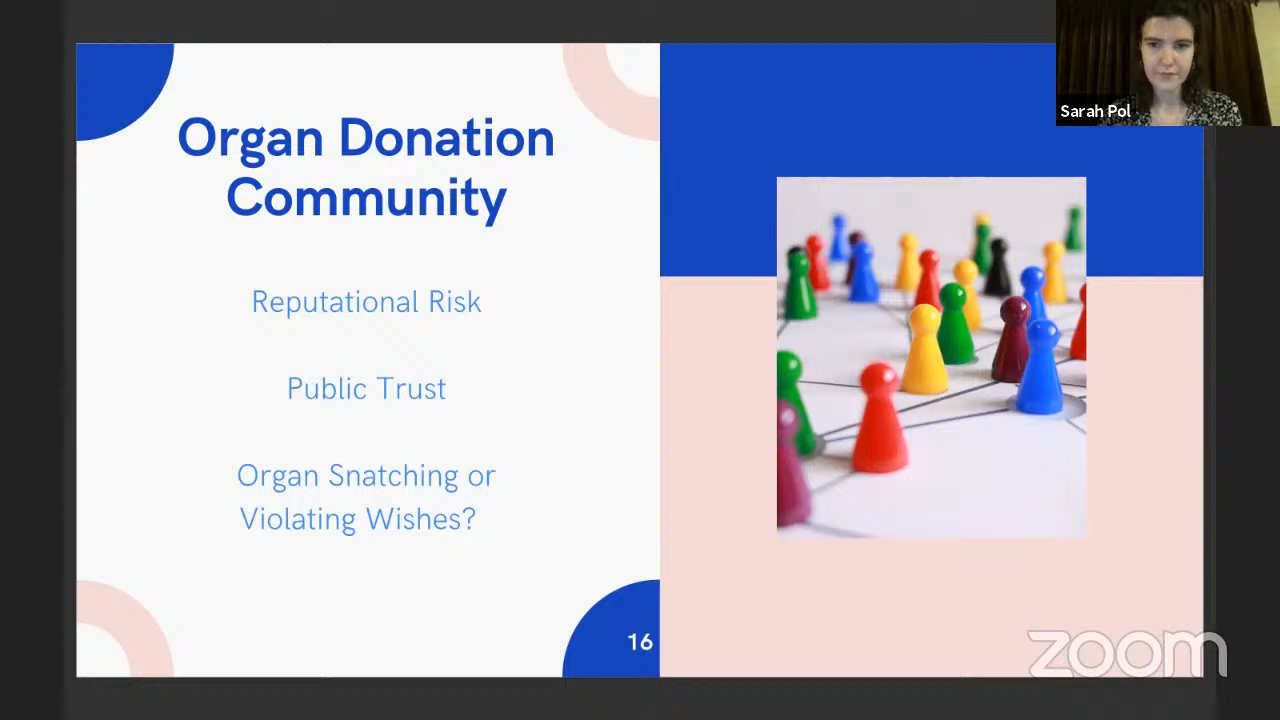 Organ Donation
Community
Reputational Risk
Public Trust
Organ Snatching or
Violating Wishes?
16
Sarah Pol
zoom